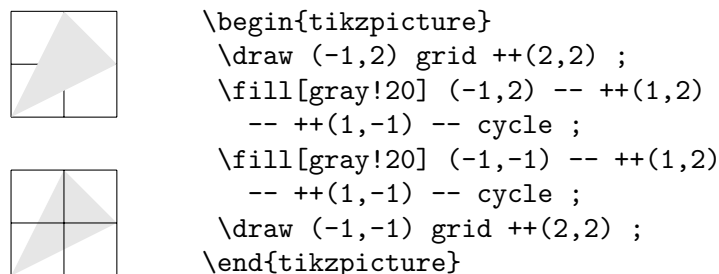 \begin{tikzpicture}
\draw (-1,2) grid ++(2,2) ;
\fill[gray!20] (-1,2) -- ++(1,2)
-- ++(1,-1) -- cycle ;
\fill[gray!20] (-1,-1) -- ++(1,2)
-- ++(1,-1) -- cycle ;
\draw (-1,-1) grid ++(2,2) ;
\end{tikzpicture}